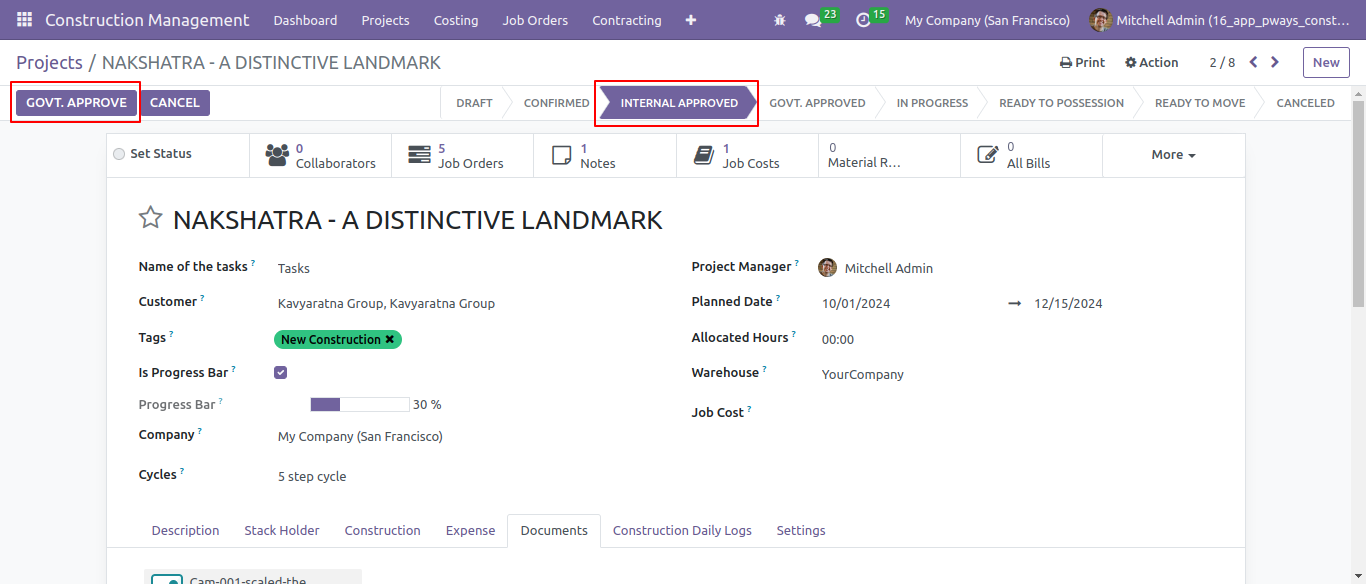 Construction Management Dashboard Projects Costing Job Orders Contracting + 23 15 My Company (San Francisco) Mitchell Admin (16_app_pways_const...
Projects / NAKSHATRA - A DISTINCTIVE LANDMARK Print Action 2 / 8 New
GOVT. APPROVE CANCEL DRAFT CONFIRMED INTERNAL APPROVED GOVT. APPROVED IN PROGRESS READY TO POSSESSION READY TO MOVE CANCELED
Set Status
0
Collaborators
5
Job Orders
1
Notes
1
Job Costs
0
Material R...
0
All Bills
More
NAKSHATRA - A DISTINCTIVE LANDMARK
Name of the tasks ? Tasks
Project Manager ? Mitchell Admin
Customer ? Kavyaratna Group, Kavyaratna Group
Planned Date ? 10/01/2024 → 12/15/2024
Tags ? New Construction ✖
Allocated Hours ? 00:00
Is Progress Bar ?
Warehouse ? YourCompany
Progress Bar ? 30 %
Job Cost ?
Company ? My Company (San Francisco)
Cycles ? 5 step cycle
Description Stack Holder Construction Expense Documents Construction Daily Logs Settings
Cam-001-scaled-the